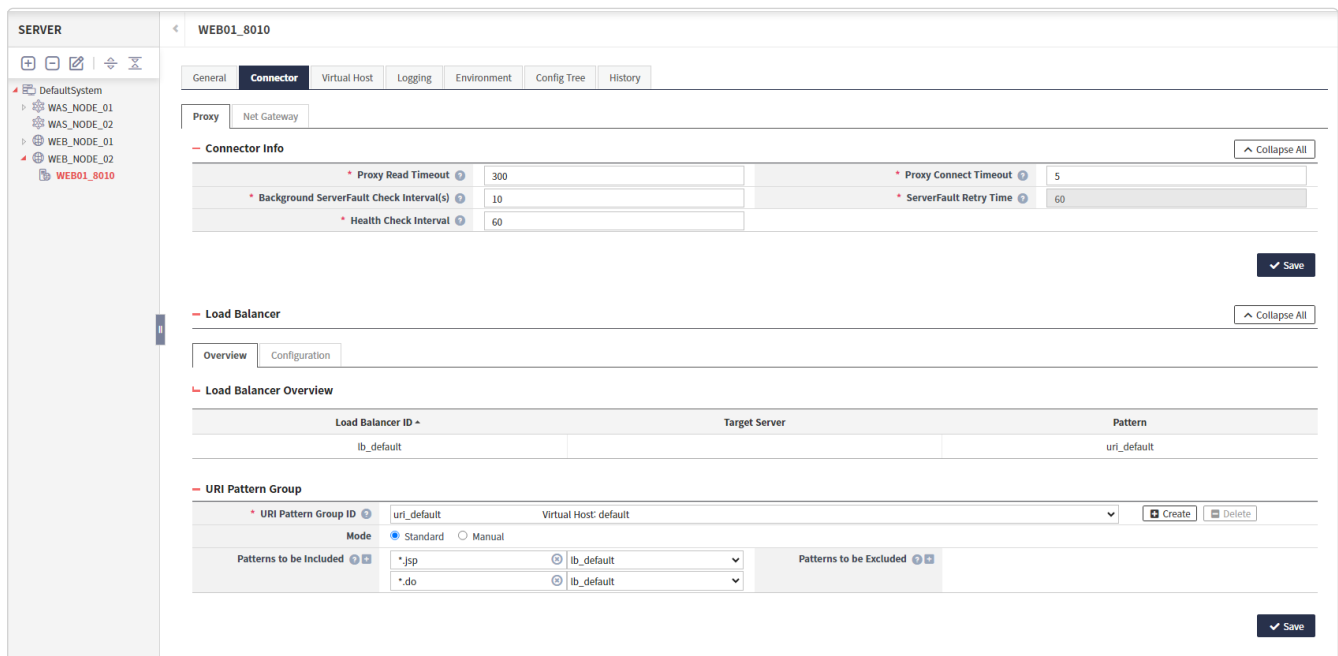 SERVER
WEB01_8010
DefaultSystem
WAS_NODE_01
WAS_NODE_02
WEB_NODE_01
WEB_NODE_02
WEB01_8010
General Connector Virtual Host Logging Environment Config Tree History
Proxy Net Gateway
Connector Info
Collapse All
* Proxy Read Timeout 300 * Proxy Connect Timeout 5
* Background ServerFault Check Interval(s) 10 * ServerFault Retry Time 60
* Health Check Interval 60
Save
Load Balancer
Collapse All
Overview Configuration
Load Balancer Overview
Load Balancer ID Target Server Pattern
lb_default uri_default
URI Pattern Group
* URI Pattern Group ID uri_default Virtual Host: default Create Delete
Mode Standard Manual
Patterns to be Included *.jsp lb_default Patterns to be Excluded
*.do lb_default
Save